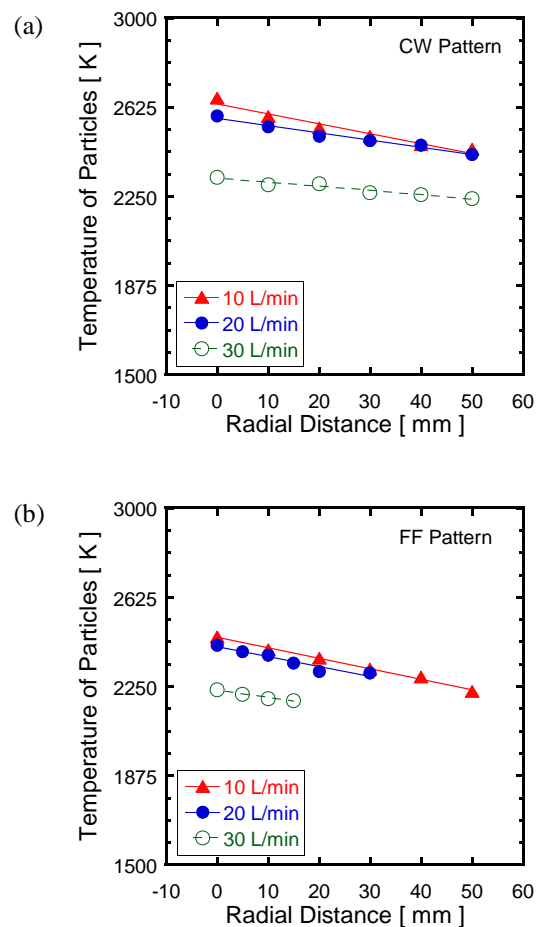 (a)
CW Pattern
Temperature of Particles [ K ]
3000
2625
2250
1875
1500
10 L/min
20 L/min
30 L/min
-10 0 10 20 30 40 50 60
Radial Distance [ mm ]
(b)
FF Pattern
Temperature of Particles [ K ]
3000
2625
2250
1875
1500
10 L/min
20 L/min
30 L/min
-10 0 10 20 30 40 50 60
Radial Distance [ mm ]